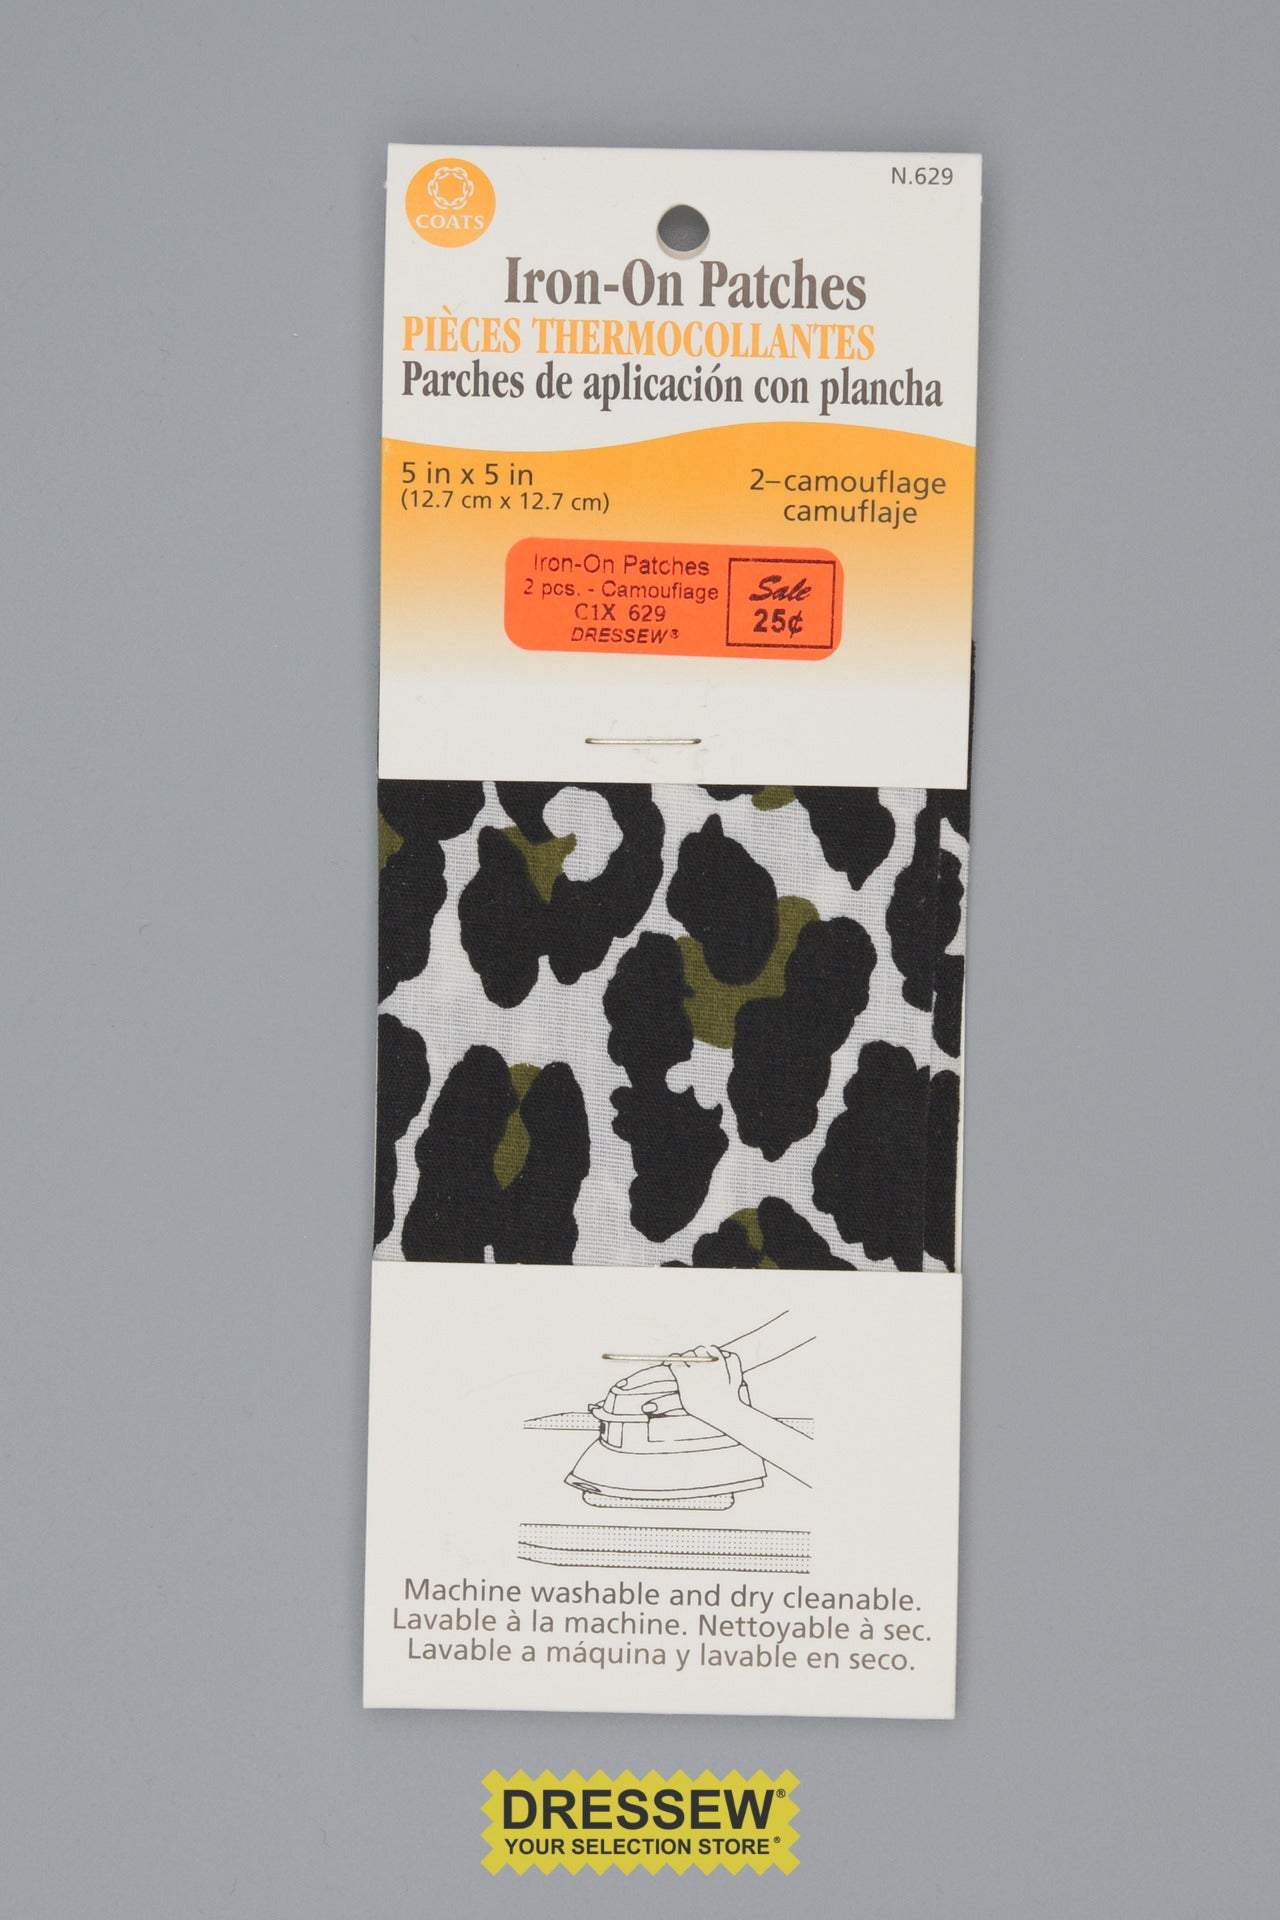 COATS
N.629
Iron-On Patches
PIÈCES THERMOCOLLANTES
Parches de aplicación con plancha
5 in x 5 in
(12.7 cm x 12.7 cm)
2–camouflage
camuflaje
Iron-On Patches
2 pcs. - Camouflage
C1X 629
DRESSEW®
Sale
25¢
Machine washable and dry cleanable.
Lavable à la machine. Nettoyable à sec.
Lavable a máquina y lavable en seco.
DRESSEW®
YOUR SELECTION STORE®